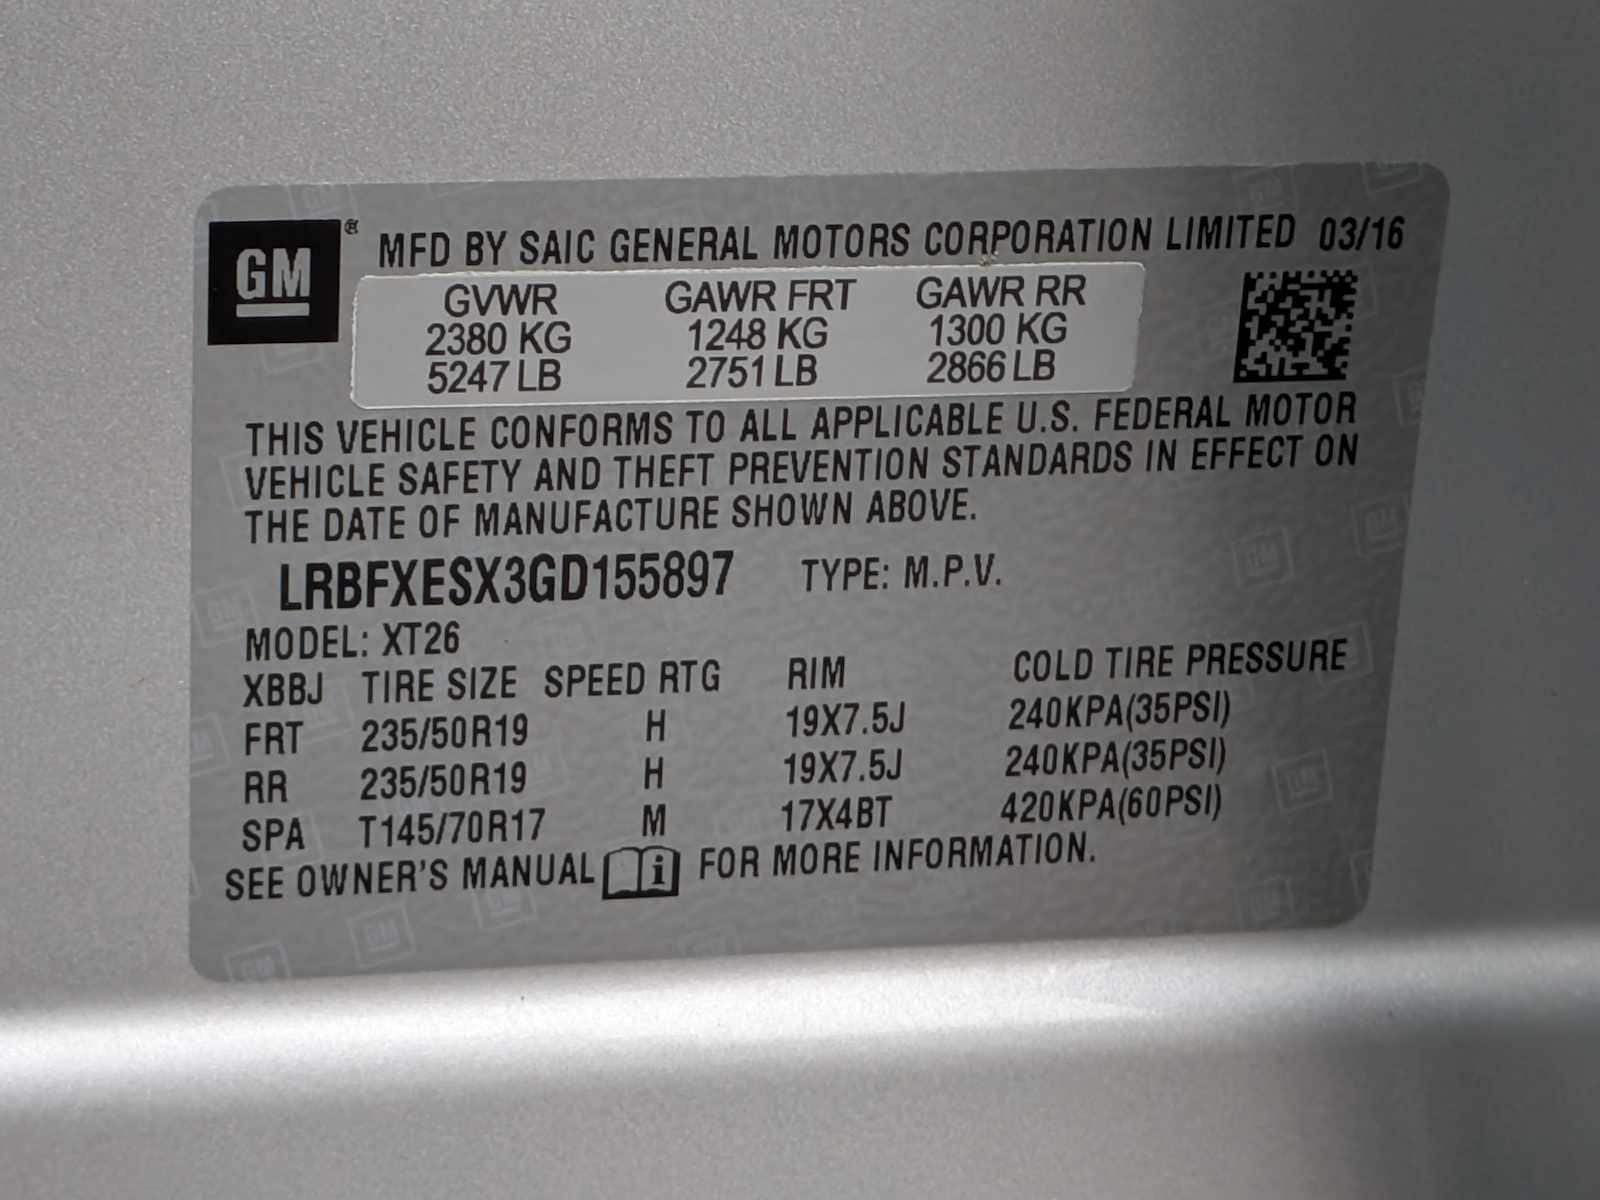 GM ® MFD BY SAIC GENERAL MOTORS CORPORATION LIMITED 03/16
GVWR GAWR FRT GAWR RR
2380 KG 1248 KG 1300 KG
5247 LB 2751 LB 2866 LB
THIS VEHICLE CONFORMS TO ALL APPLICABLE U.S. FEDERAL MOTOR
VEHICLE SAFETY AND THEFT PREVENTION STANDARDS IN EFFECT ON
THE DATE OF MANUFACTURE SHOWN ABOVE.
LRBFXESX3GD155897 TYPE: M.P.V.
MODEL: XT26
XBBJ TIRE SIZE SPEED RTG RIM COLD TIRE PRESSURE
FRT 235/50R19 H 19X7.5J 240KPA(35PSI)
RR 235/50R19 H 19X7.5J 240KPA(35PSI)
SPA T145/70R17 M 17X4BT 420KPA(60PSI)
SEE OWNER'S MANUAL i FOR MORE INFORMATION.